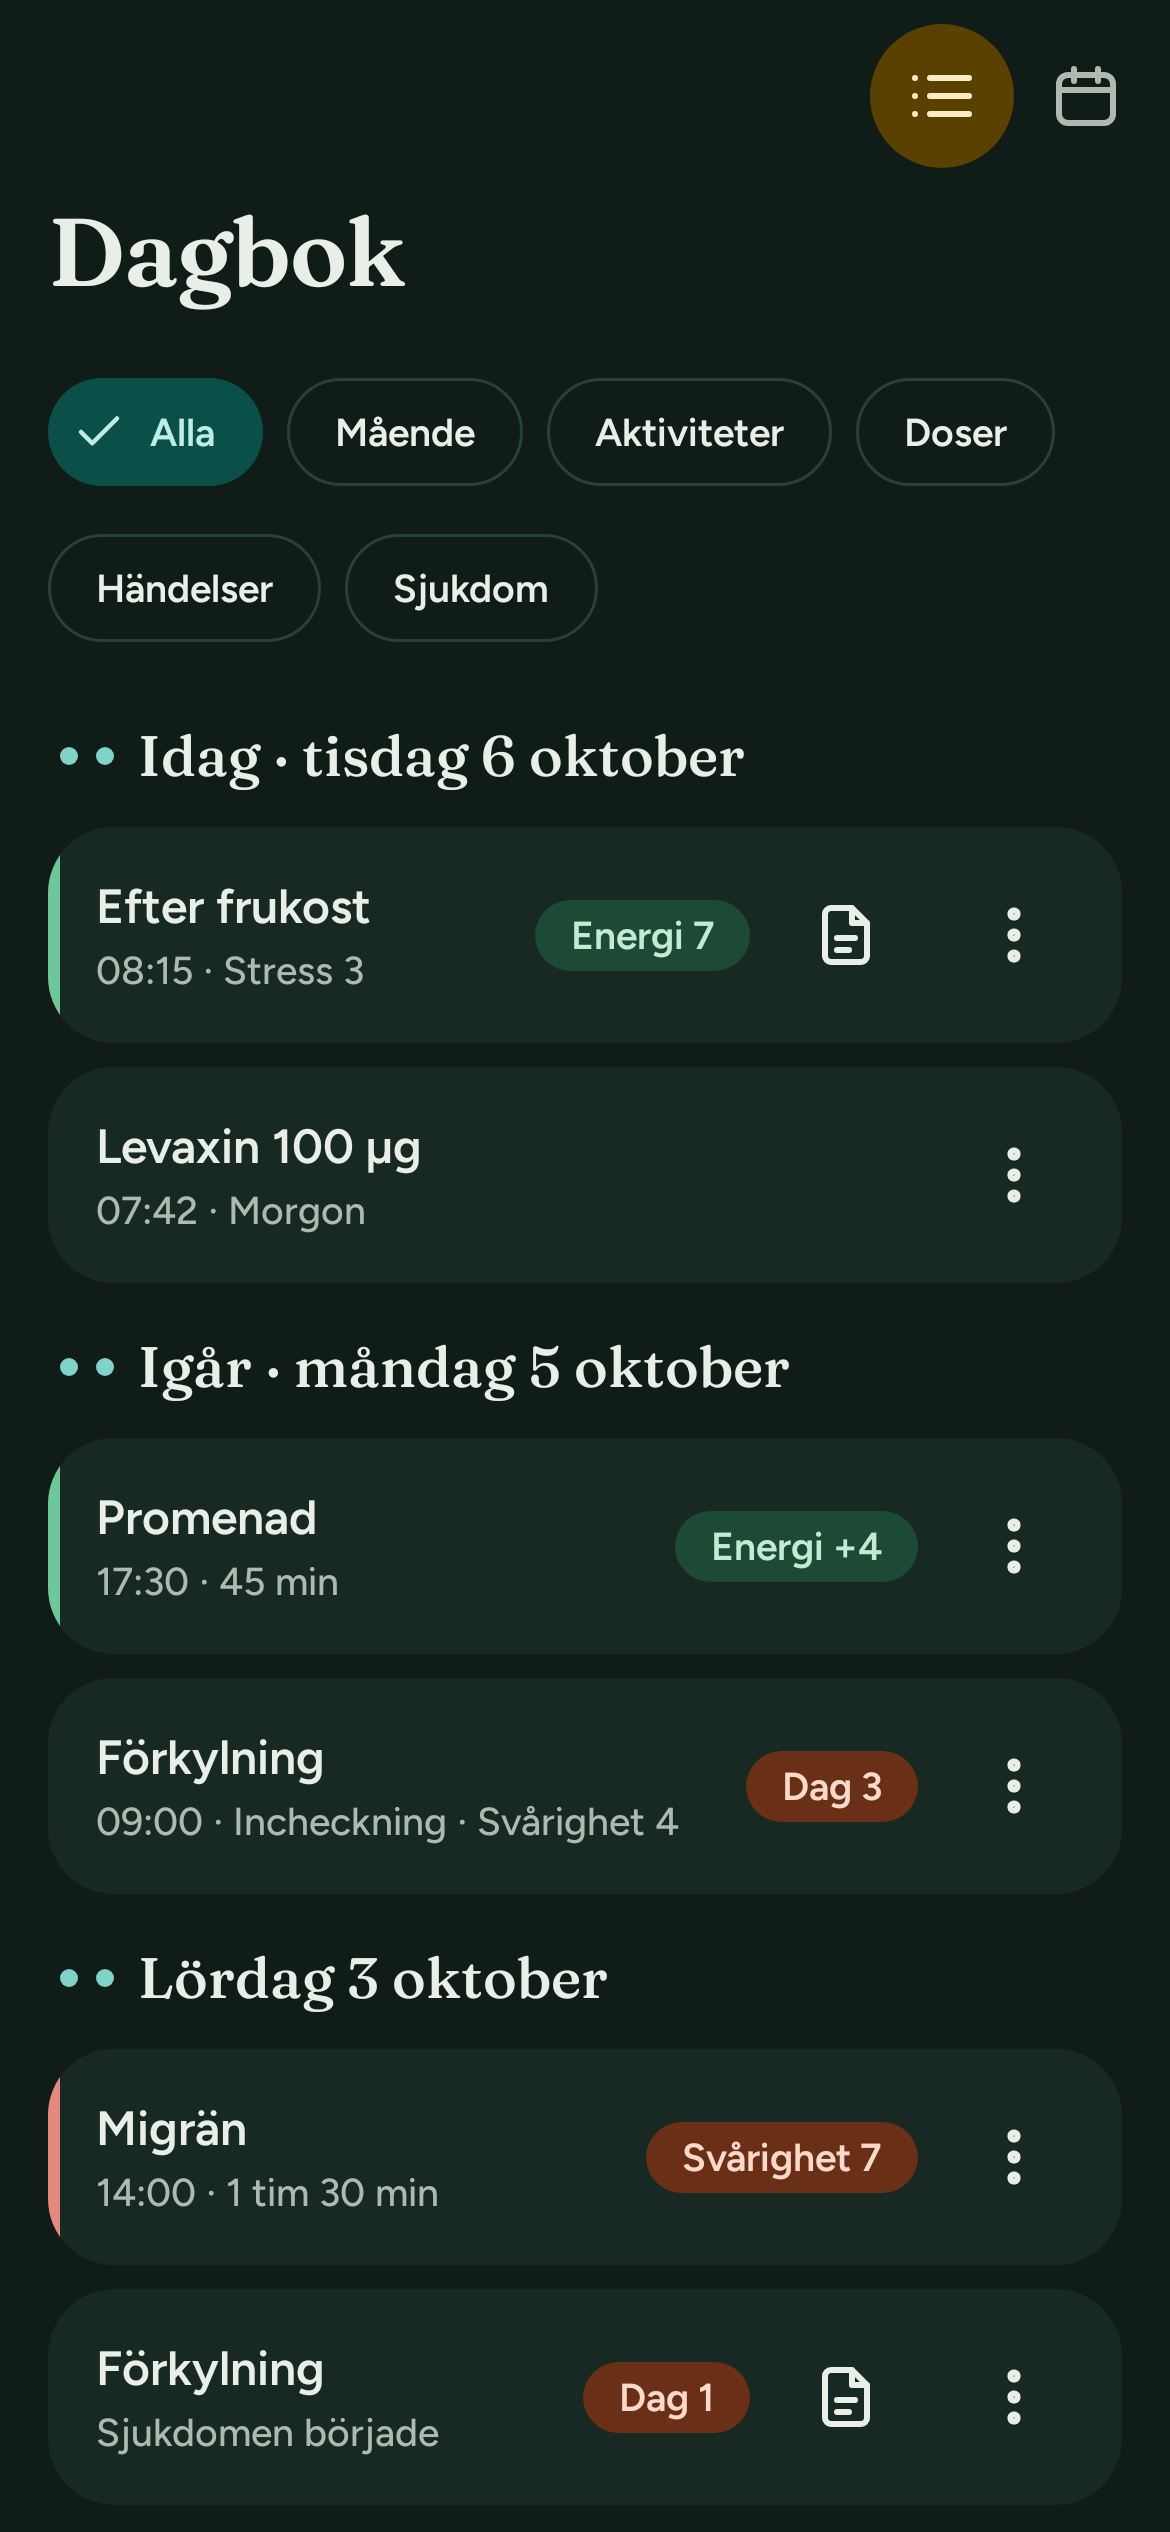 Dagbok
Alla
Mående
Aktiviteter
Doser
Händelser
Sjukdom
Idag · tisdag 6 oktober
Efter frukost
08:15 · Stress 3
Energi 7
Levaxin 100 µg
07:42 · Morgon
Igår · måndag 5 oktober
Promenad
17:30 · 45 min
Energi +4
Förkylning
09:00 · Incheckning · Svårighet 4
Dag 3
Lördag 3 oktober
Migrän
14:00 · 1 tim 30 min
Svårighet 7
Förkylning
Sjukdomen började
Dag 1